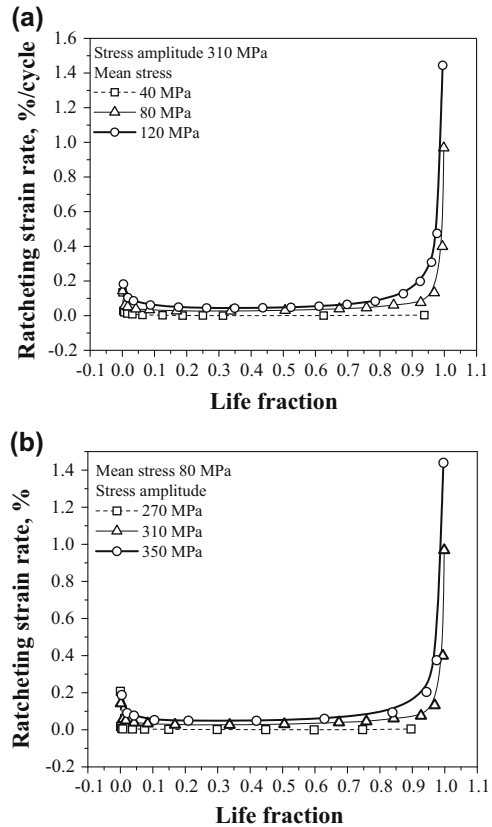 (a)
Stress amplitude 310 MPa
Mean stress
40 MPa
80 MPa
120 MPa
Ratcheting strain rate, %/cycle
1.6
1.4
1.2
1.0
0.8
0.6
0.4
0.2
0.0
-0.2
-0.1 0.0 0.1 0.2 0.3 0.4 0.5 0.6 0.7 0.8 0.9 1.0 1.1
Life fraction
(b)
Mean stress 80 MPa
Stress amplitude
270 MPa
310 MPa
350 MPa
Ratcheting strain rate, %
1.4
1.2
1.0
0.8
0.6
0.4
0.2
0.0
-0.2
-0.1 0.0 0.1 0.2 0.3 0.4 0.5 0.6 0.7 0.8 0.9 1.0 1.1
Life fraction